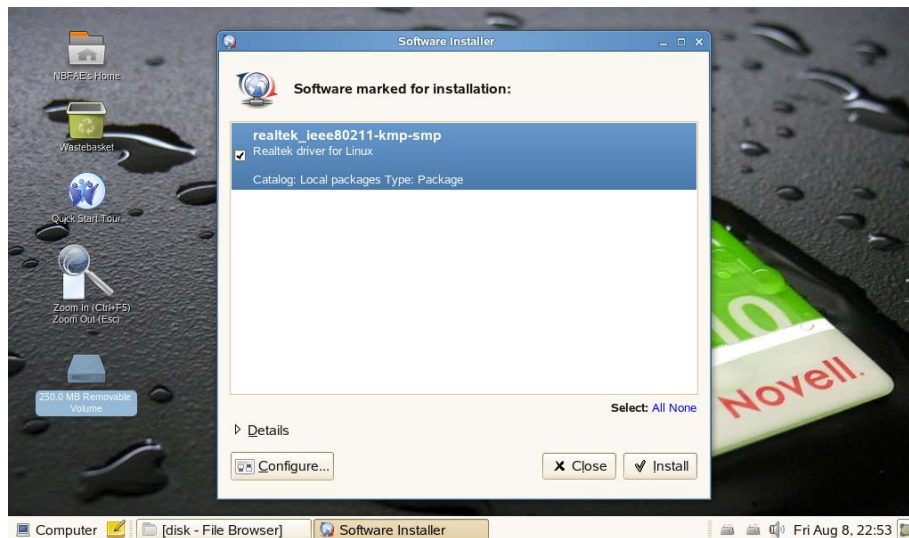 NBFAE's Home
Wastebasket
Quick Start Tour
Zoom In (Ctrl+F5)
Zoom Out (Esc)
250.0 MB Removable
Volume
Software Installer
Software marked for installation:
realtek_ieee80211-kmp-smp
Realtek driver for Linux
Catalog: Local packages Type: Package
Select: All None
Details
Configure...
Close
Install
10
Novell.
Computer
[disk - File Browser]
Software Installer
Fri Aug 8, 22:53